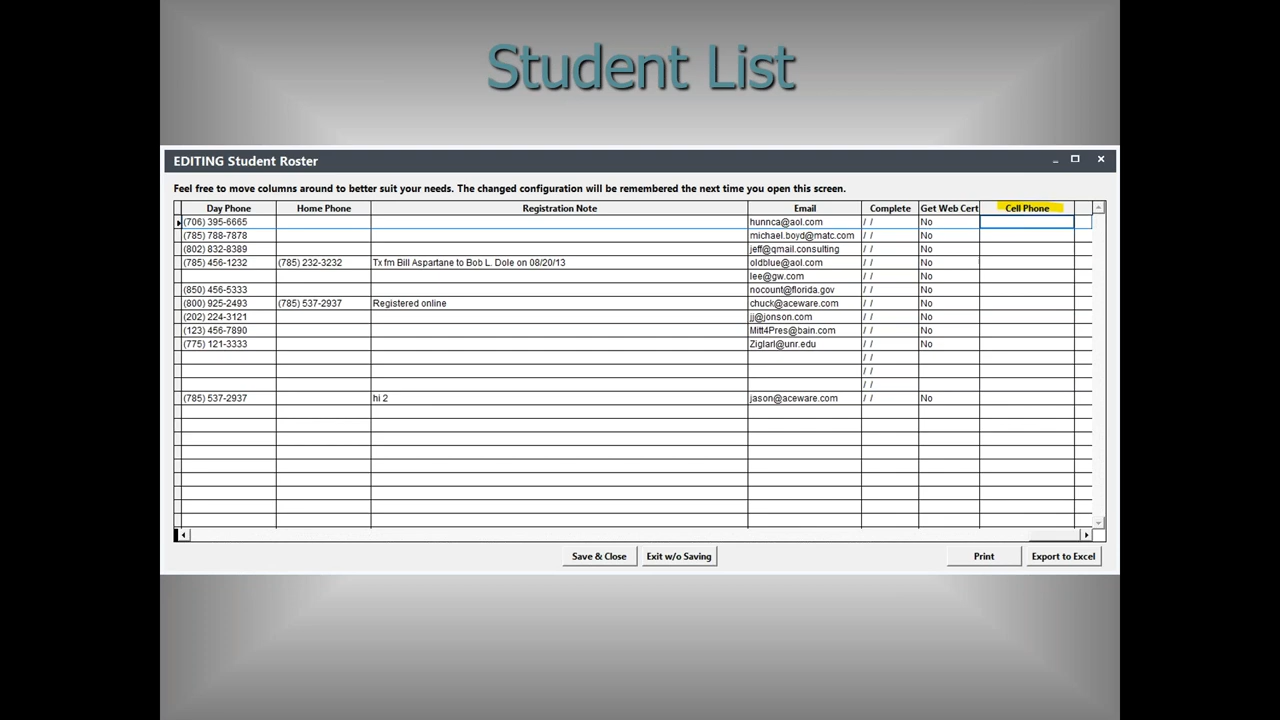 Student List
EDITING Student Roster
Feel free to move columns around to better suit your needs. The changed configuration will be remembered the next time you open this screen.
Day Phone Home Phone Registration Note Email Complete Get Web Cert Cell Phone
(706) 395-6665 hunnca@aol.com / / No
(785) 788-7878 michael.boyd@matc.com / / No
(802) 832-8389 jeff@qmail.consulting / / No
(785) 456-1232 (785) 232-3232 Tx fm Bill Aspartane to Bob L. Dole on 08/20/13 oldblue@aol.com / / No
lee@gw.com / / No
(850) 456-5333 nocount@florida.gov / / No
(800) 925-2493 (785) 537-2937 Registered online chuck@aceware.com / / No
(202) 224-3121 jj@jonson.com / / No
(123) 456-7890 Mitt4Pres@bain.com / / No
(775) 121-3333 Ziglarl@unr.edu / / No
/ /
/ /
/ /
(785) 537-2937 hi 2 jason@aceware.com / / No
Save & Close Exit w/o Saving Print Export to Excel